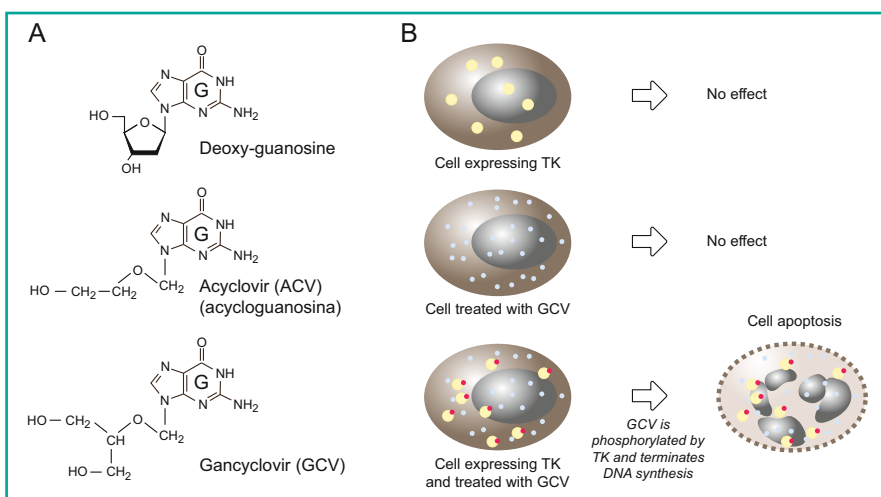 A
O
N
NH
G
N
N
NH₂
HO
O
OH
Deoxy-guanosine
O
N
NH
G
N
N
NH₂
O
HO — CH₂
CH₂
CH₂
Acyclovir (ACV)
(acycloguanosina)
O
N
NH
G
N
N
NH₂
HO
CH₂
O
CH₂
CH
HO
CH₂
Gancyclovir (GCV)
B
Cell expressing TK
No effect
Cell treated with GCV
No effect
Cell apoptosis
Cell expressing TK
and treated with GCV
GCV is
phosphorylated by
TK and terminates
DNA synthesis